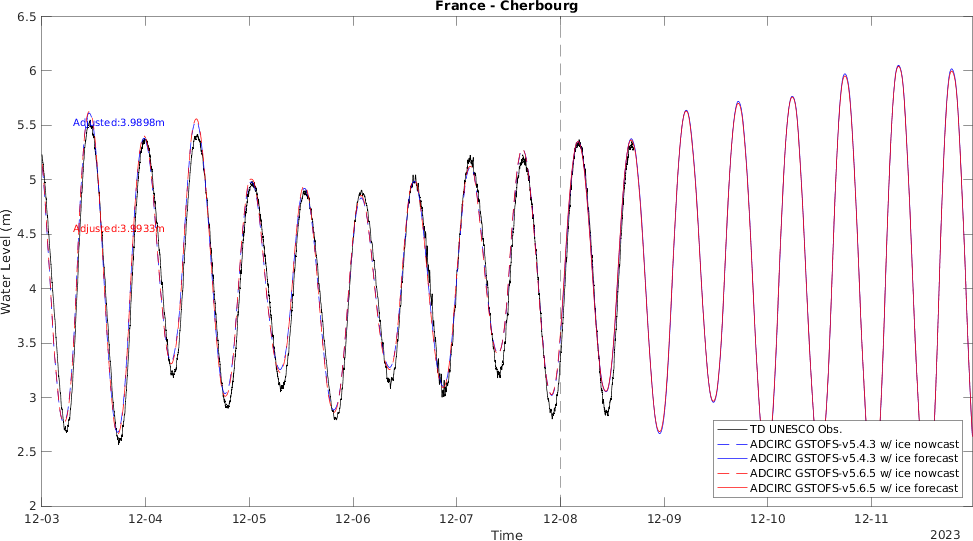 France - Cherbourg
6.5
6
5.5
5
4.5
4
3.5
3
2.5
2
Water Level (m)
Adjusted:3.9898m
Adjusted:3.9933m
TD UNESCO Obs.
ADCIRC GSTOFS-v5.4.3 w/ ice nowcast
ADCIRC GSTOFS-v5.4.3 w/ ice forecast
ADCIRC GSTOFS-v5.6.5 w/ ice nowcast
ADCIRC GSTOFS-v5.6.5 w/ ice forecast
12-03 12-04 12-05 12-06 12-07 12-08 12-09 12-10 12-11
Time
2023